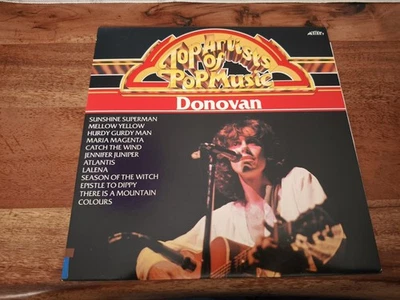 Top Artists
of
Pop Music
Donovan
SUNSHINE SUPERMAN
MELLOW YELLOW
HURDY GURDY MAN
MARIA MAGENTA
CATCH THE WIND
JENNIFER JUNIPER
ATLANTIS
LALENA
SEASON OF THE WITCH
EPISTLE TO DIPPY
THERE IS A MOUNTAIN
COLOURS